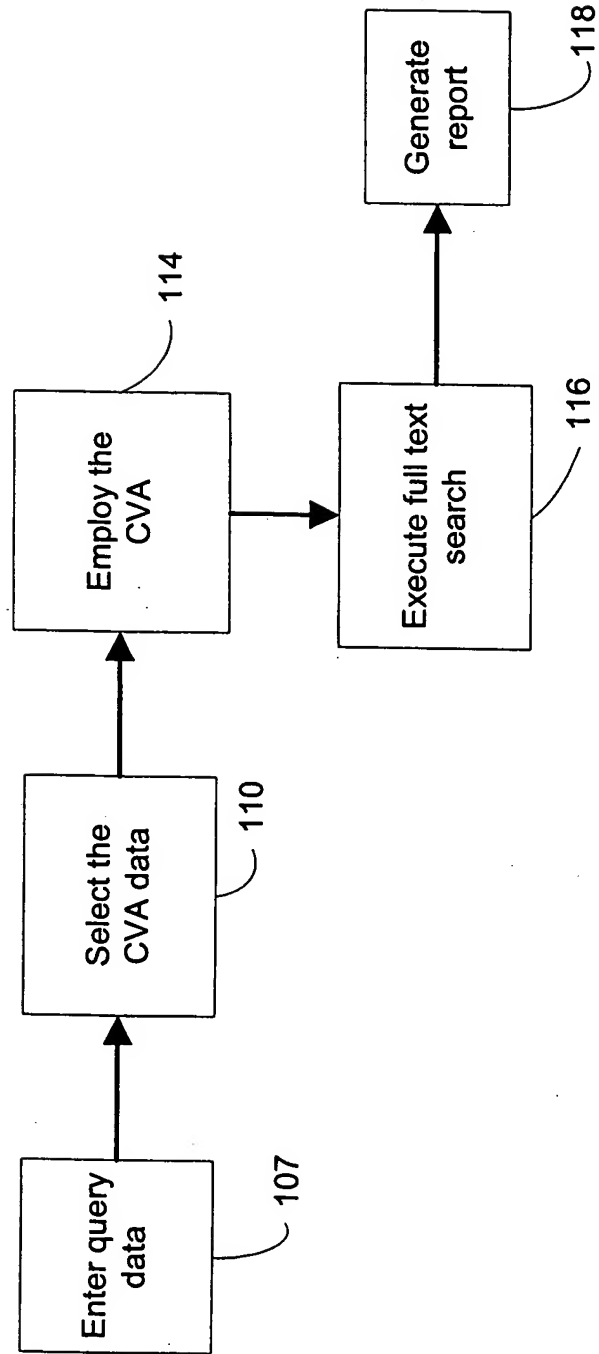 Enter query
data
107
Select the
CVA data
110
Employ the
CVA
114
Execute full text
search
116
Generate
report
118